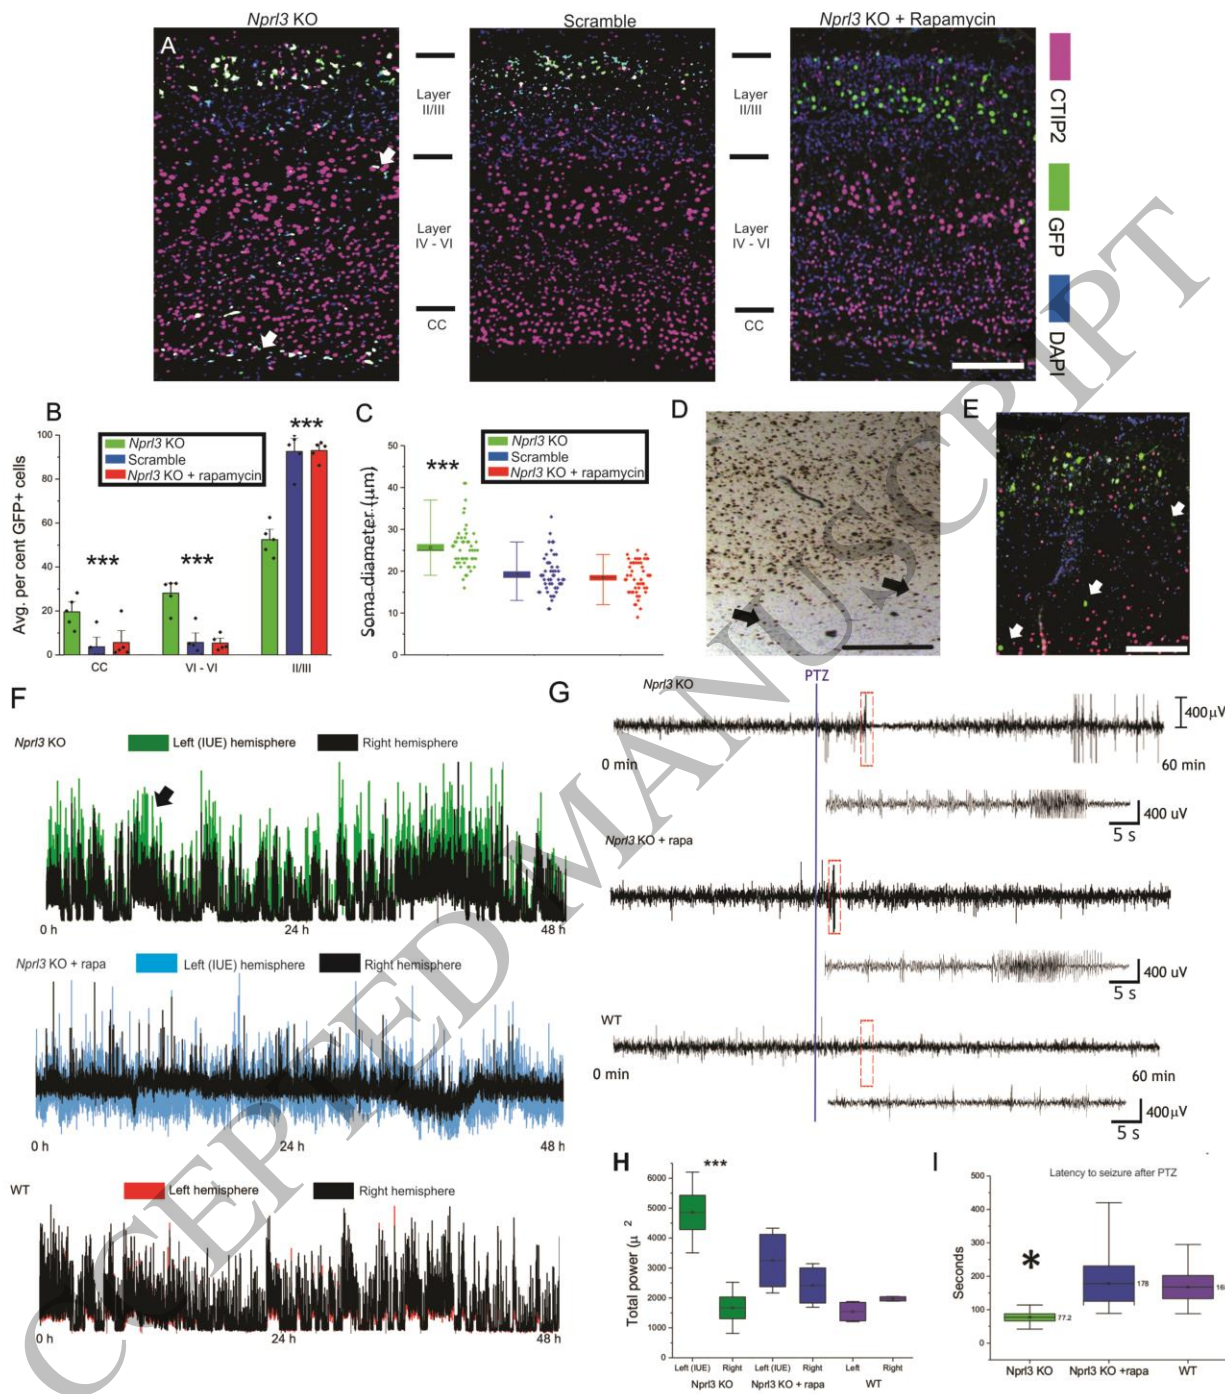 Nprl3 KO
Scramble
Nprl3 KO + Rapamycin
A
Layer
II/III
Layer
IV - VI
CC
Layer
II/III
Layer
IV - VI
CC
CTIP2
GFP
DAPI
B
Avg. per cent GFP+ cells
100
80
60
40
20
0
Nprl3 KO
Scramble
Nprl3 KO + rapamycin
***
***
***
CC
VI - VI
II/III
C
Soma diameter (μm)
50
40
30
20
10
0
***
Nprl3 KO
Scramble
Nprl3 KO + rapamycin
D
E
F
Nprl3 KO
Left (IUE) hemisphere
Right hemisphere
0 h
24 h
48 h
Nprl3 KO + rapa
Left (IUE) hemisphere
Right hemisphere
0 h
24 h
48 h
WT
Left hemisphere
Right hemisphere
0 h
24 h
48 h
G
PTZ
Nprl3 KO
400 μV
0 min
60 min
400 uV
5 s
Nprl3 KO + rapa
400 uV
5 s
WT
0 min
60 min
400 μV
5 s
H
***
Total power (μ 2
6000
5000
4000
3000
2000
1000
0
Left (IUE)
Right
Left (IUE)
Right
Left
Right
Nprl3 KO
Nprl3 KO + rapa
WT
I
Latency to seizure after PTZ
Seconds
500
400
300
200
100
0
*
77.2
178
16
Nprl3 KO
Nprl3 KO +rapa
WT
CCEPTED MANUSCRIPT